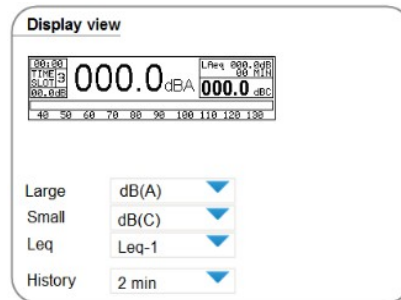 Display view
00:00
TIME
SLOT 3
00.0dB
000.0 dBA
LAeq 000.0dB
00 MIN
000.0 dBC
40 50 60 70 80 90 100 110 120 130
Large dB(A)
Small dB(C)
Leq Leq-1
History 2 min